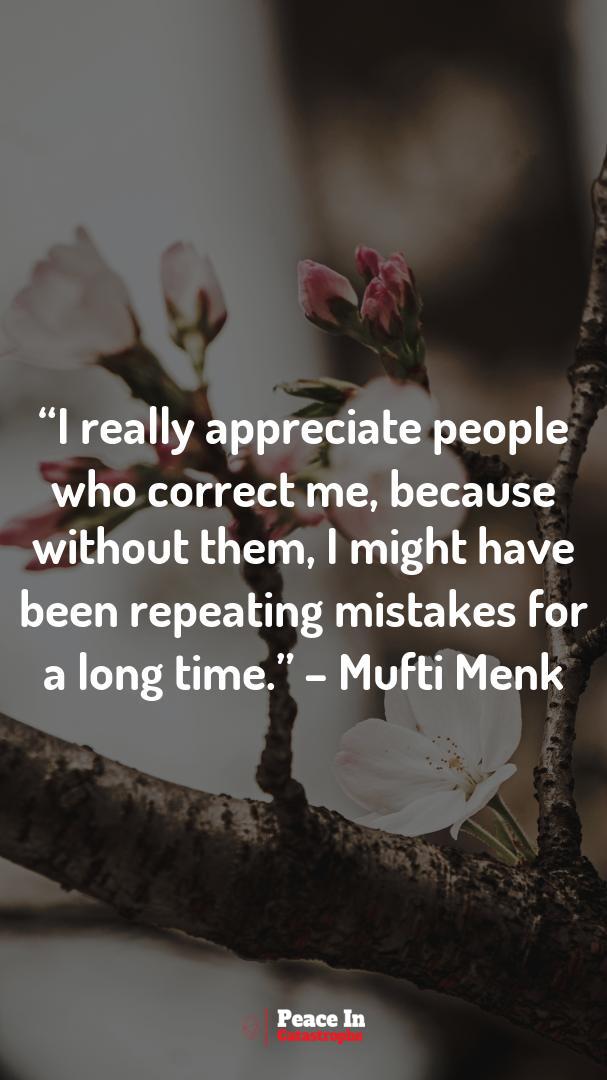 “I really appreciate people
who correct me, because
without them, I might have
been repeating mistakes for
a long time.” – Mufti Menk
Peace In
Catastrophe